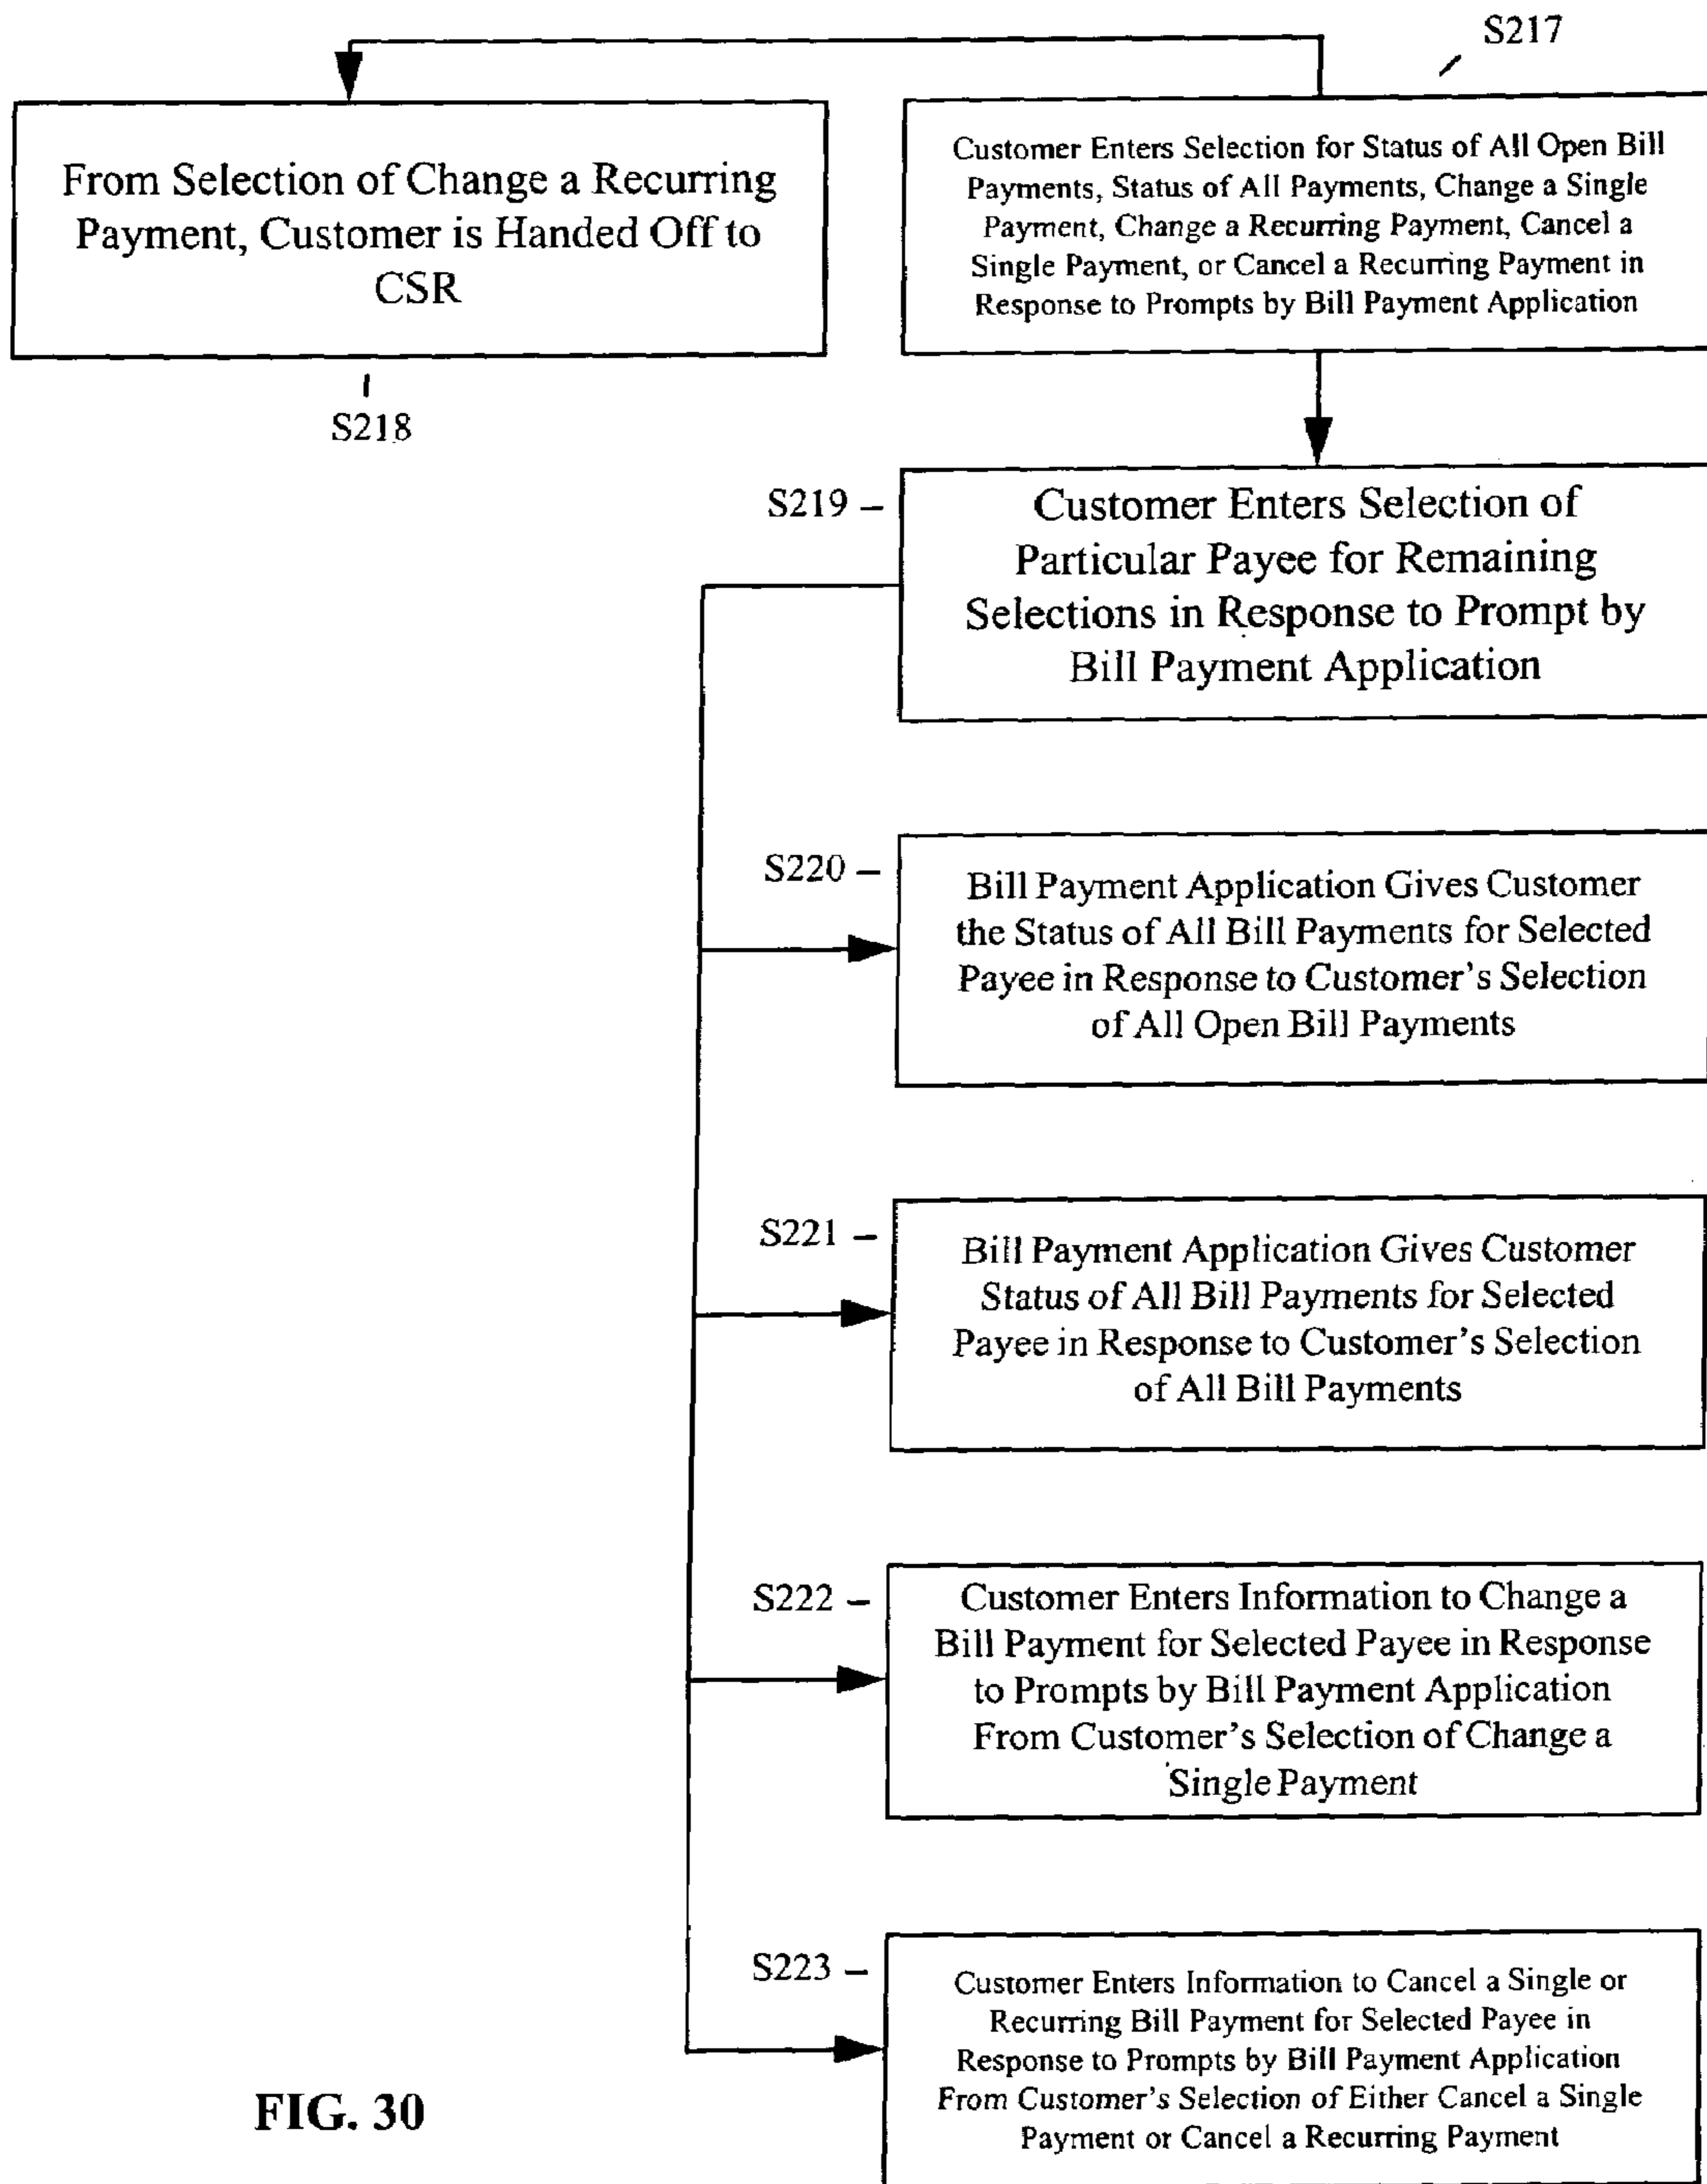 S217
From Selection of Change a Recurring
Payment, Customer is Handed Off to
CSR
S218
Customer Enters Selection for Status of All Open Bill
Payments, Status of All Payments, Change a Single
Payment, Change a Recurring Payment, Cancel a
Single Payment, or Cancel a Recurring Payment in
Response to Prompts by Bill Payment Application
S219
Customer Enters Selection of
Particular Payee for Remaining
Selections in Response to Prompt by
Bill Payment Application
S220
Bill Payment Application Gives Customer
the Status of All Bill Payments for Selected
Payee in Response to Customer's Selection
of All Open Bill Payments
S221
Bill Payment Application Gives Customer
Status of All Bill Payments for Selected
Payee in Response to Customer's Selection
of All Bill Payments
S222
Customer Enters Information to Change a
Bill Payment for Selected Payee in Response
to Prompts by Bill Payment Application
From Customer's Selection of Change a
Single Payment
S223
Customer Enters Information to Cancel a Single or
Recurring Bill Payment for Selected Payee in
Response to Prompts by Bill Payment Application
From Customer's Selection of Either Cancel a Single
Payment or Cancel a Recurring Payment
FIG. 30